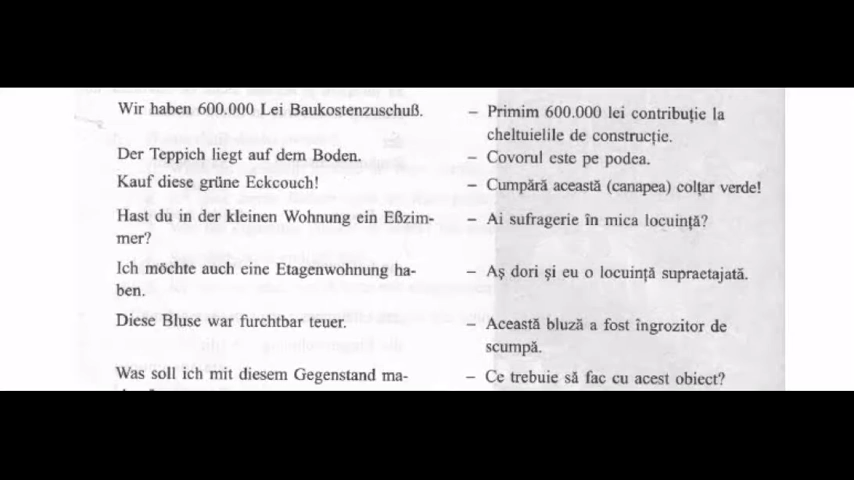 Wir haben 600.000 Lei Baukostenzuschuß.
– Primim 600.000 lei contribuție la
cheltuielile de construcție.
Der Teppich liegt auf dem Boden.
– Covorul este pe podea.
Kauf diese grüne Eckcouch!
– Cumpără această (canapea) colțar verde!
Hast du in der kleinen Wohnung ein Eßzim-
mer?
– Ai sufragerie în mica locuință?
Ich möchte auch eine Etagenwohnung ha-
ben.
– Aș dori și eu o locuință supraetajată.
Diese Bluse war furchtbar teuer.
– Această bluză a fost îngrozitor de
scumpă.
Was soll ich mit diesem Gegenstand ma-
– Ce trebuie să fac cu acest obiect?